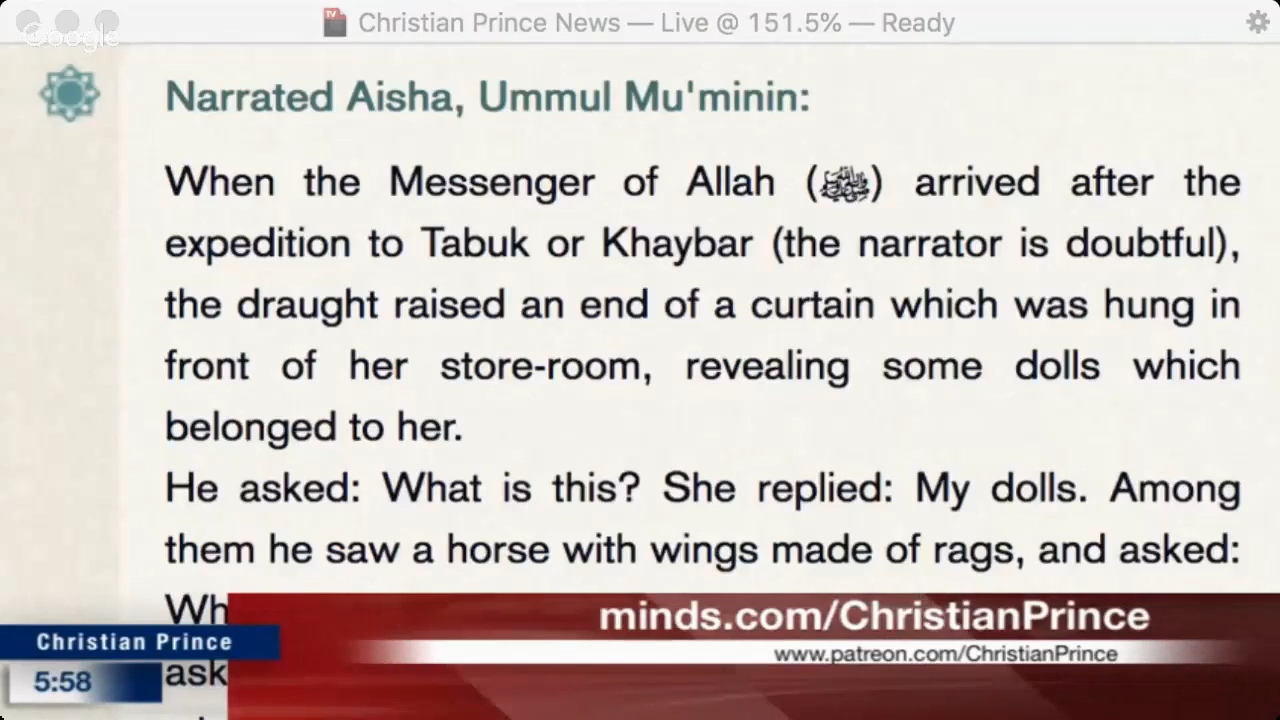 Christian Prince News — Live @ 151.5% — Ready
Google
Narrated Aisha, Ummul Mu'minin:
When the Messenger of Allah (ﷺ) arrived after the
expedition to Tabuk or Khaybar (the narrator is doubtful),
the draught raised an end of a curtain which was hung in
front of her store-room, revealing some dolls which
belonged to her.
He asked: What is this? She replied: My dolls. Among
them he saw a horse with wings made of rags, and asked:
Wh
ask
minds.com/ChristianPrince
www.patreon.com/ChristianPrince
Christian Prince
5:58